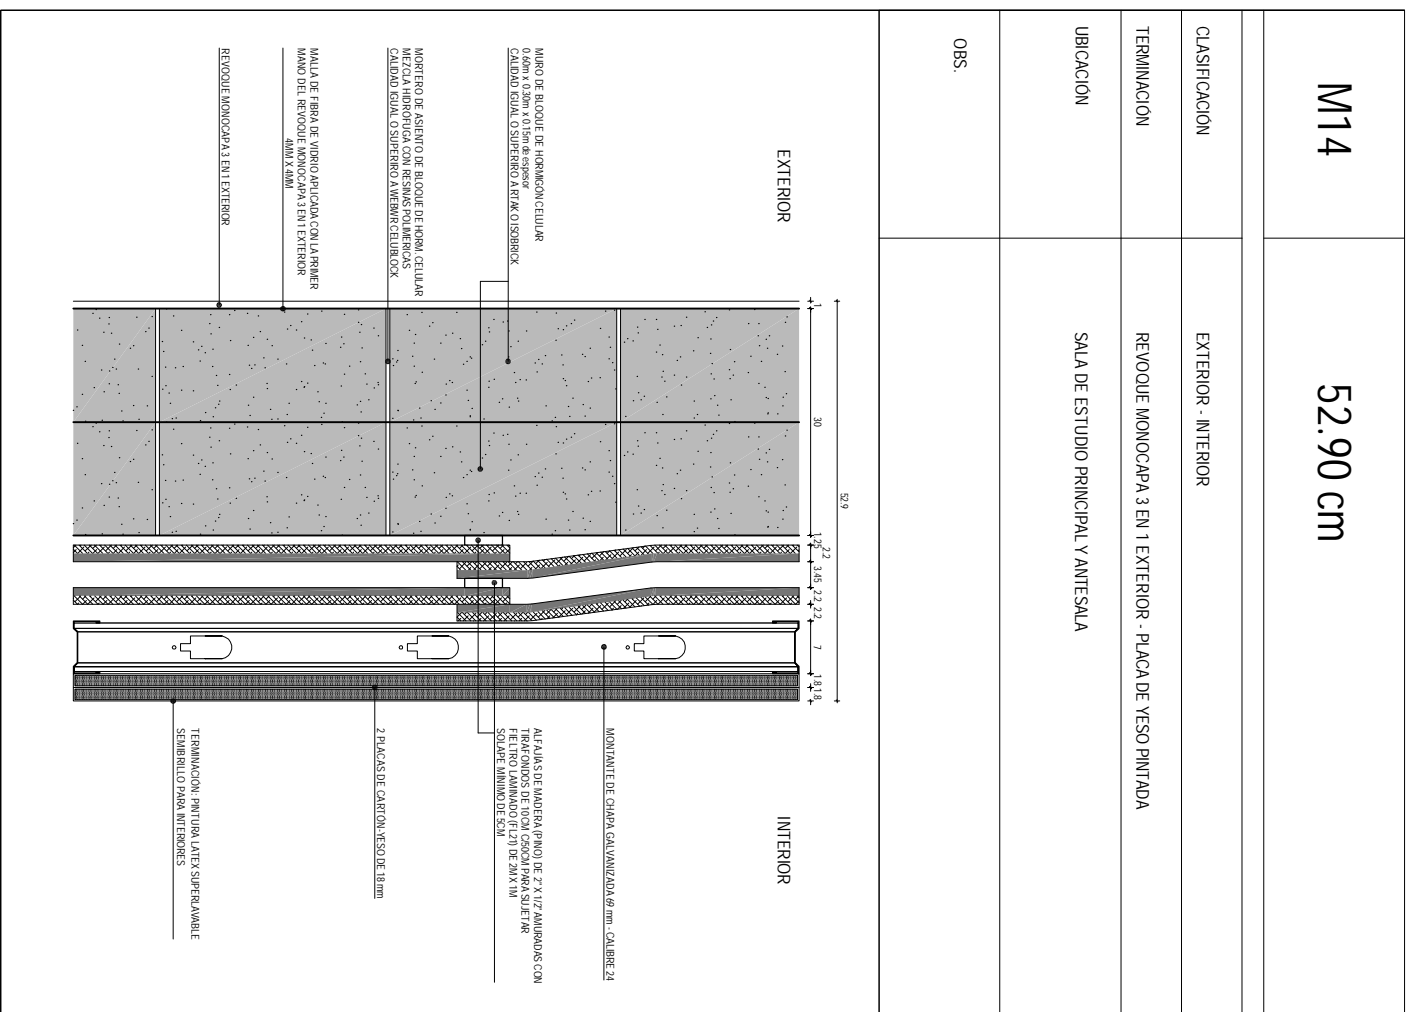 M14
52.90 cm
CLASIFICACIÓN
EXTERIOR - INTERIOR
TERMINACIÓN
REVOQUE MONOCAPA 3 EN 1 EXTERIOR - PLACA DE YESO PINTADA
UBICACIÓN
SALA DE ESTUDIO PRINCIPAL Y ANTESALA
OBS.
EXTERIOR
INTERIOR
52.9
1
30
1.25
2.2
3.45
2.2
2.2
7
1.8
1.8
MURO DE BLOQUE DE HORMIGÓN CELULAR
0.60m x 0.30m x 0.15m de espesor
CALIDAD IGUAL O SUPERIRO A RTAK O ISOBRICK
MORTERO DE ASIENTO DE BLOQUE DE HORM. CELULAR
MEZCLA HIDROFUGA CON RESINAS POLIMERICAS
CALIDAD IGUAL O SUPERIRO A WEBWR CELUBLOCK
MALLA DE FIBRA DE VIDRIO APLICADA CON LA PRIMER
MANO DEL REVOQUE MONOCAPA 3 EN 1 EXTERIOR
4MM X 4MM
REVOQUE MONOCAPA 3 EN 1 EXTERIOR
MONTANTE DE CHAPA GALVANIZADA 69 mm - CALIBRE 24
ALFAJIAS DE MADERA (PINO) DE 2" X 1/2" AMURADAS CON
TIRAFONDOS DE 10CM C/50CM PARA SUJETAR
FIELTRO LAMINADO (FL21) DE 2M X 1M
SOLAPE MINIMO DE 5CM
2 PLACAS DE CARTÓN-YESO DE 18 mm
TERMINACIÓN: PINTURA LATEX SUPERLAVABLE
SEMIBRILLO PARA INTERIORES